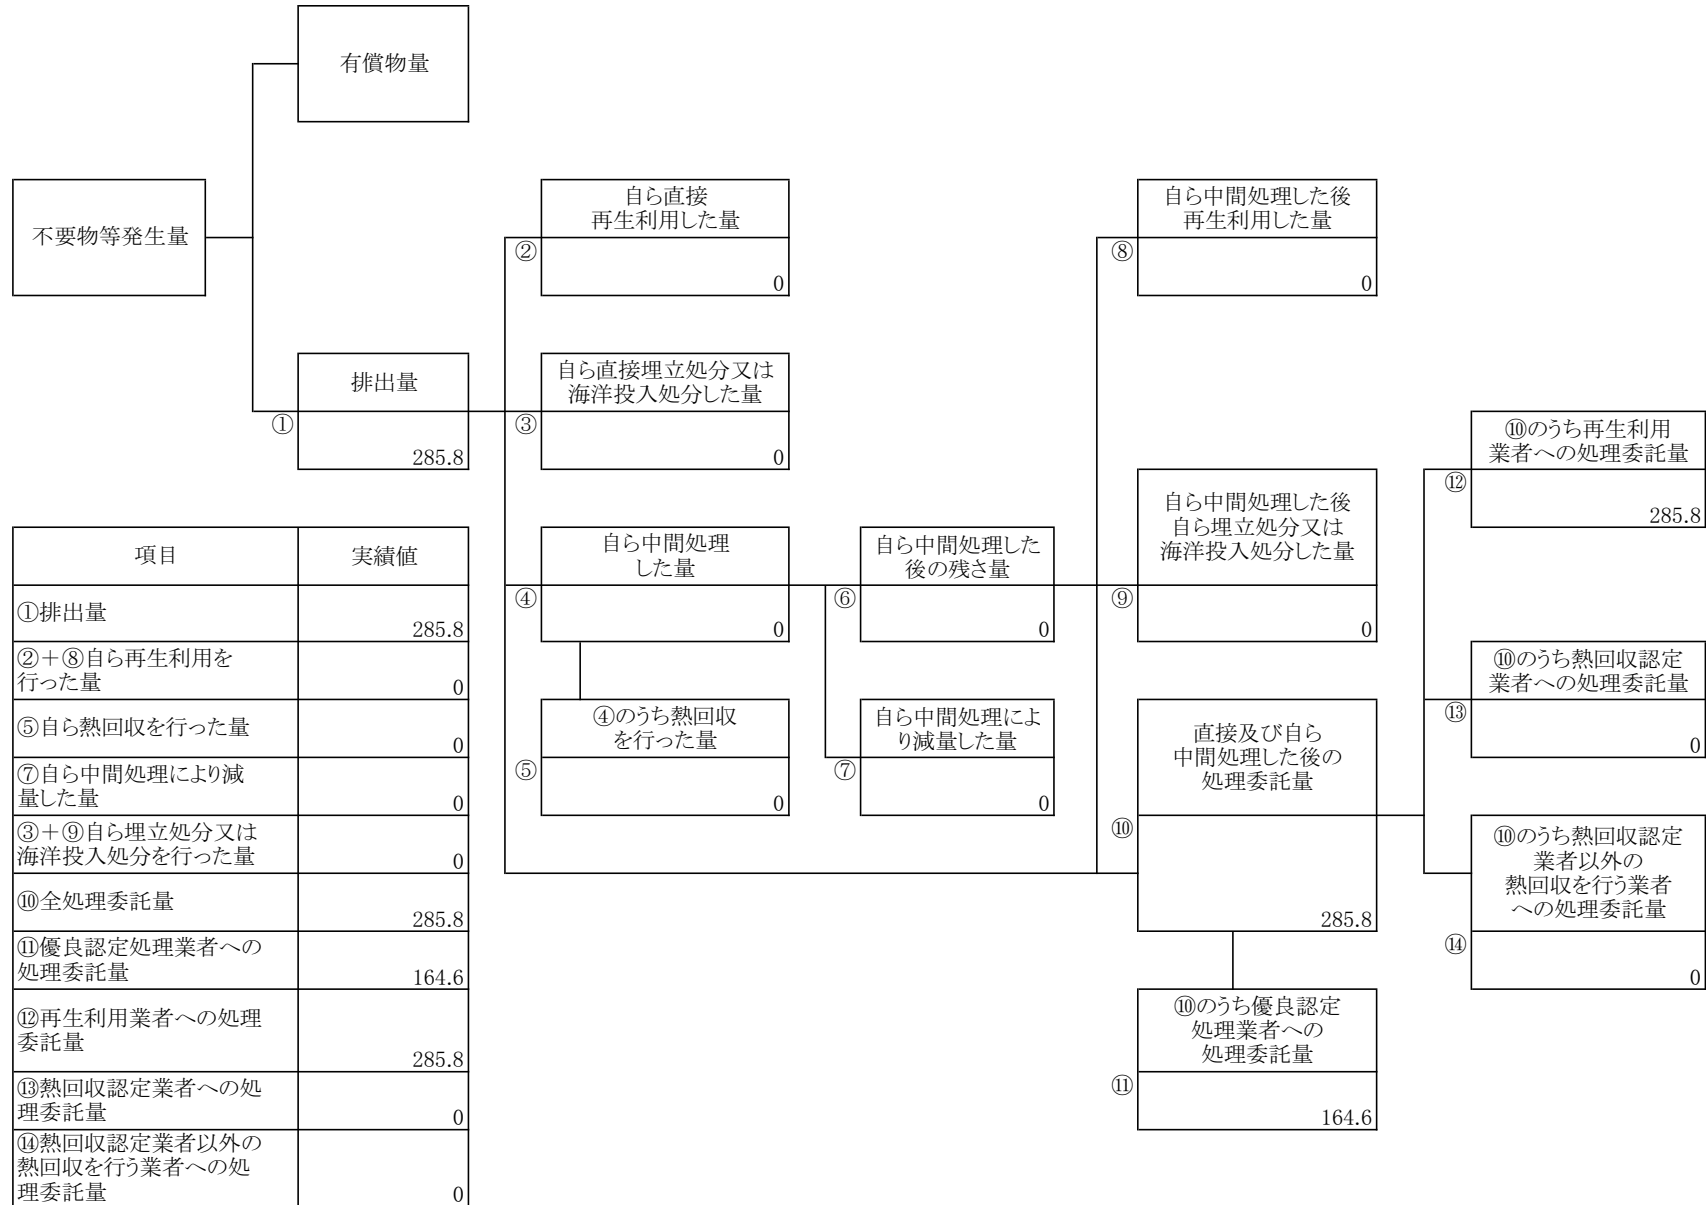 有償物量
不要物等発生量
自ら直接
再生利用した量
②
0
自ら中間処理した後
再生利用した量
⑧
0
排出量
①
285.8
自ら直接埋立処分又は
海洋投入処分した量
③
0
⑩のうち再生利用
業者への処理委託量
⑫
285.8
自ら中間処理した後
自ら埋立処分又は
海洋投入処分した量
⑨
0
自ら中間処理
した量
④
0
自ら中間処理した
後の残さ量
⑥
0
⑩のうち熱回収認定
業者への処理委託量
⑬
0
④のうち熱回収
を行った量
⑤
0
自ら中間処理によ
り減量した量
⑦
0
直接及び自ら
中間処理した後の
処理委託量
⑩
285.8
⑩のうち熱回収認定
業者以外の
熱回収を行う業者
への処理委託量
⑭
0
⑩のうち優良認定
処理業者への
処理委託量
⑪
164.6
項目 実績値
①排出量
285.8
②＋⑧自ら再生利用を
行った量 0
⑤自ら熱回収を行った量
0
⑦自ら中間処理により減
量した量 0
③＋⑨自ら埋立処分又は
海洋投入処分を行った量 0
⑩全処理委託量
285.8
⑪優良認定処理業者への
処理委託量 164.6
⑫再生利用業者への処理
委託量
285.8
⑬熱回収認定業者への処
理委託量 0
⑭熱回収認定業者以外の
熱回収を行う業者への処
理委託量 0